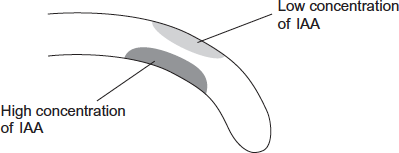 Low concentration
of IAA
High concentration
of IAA